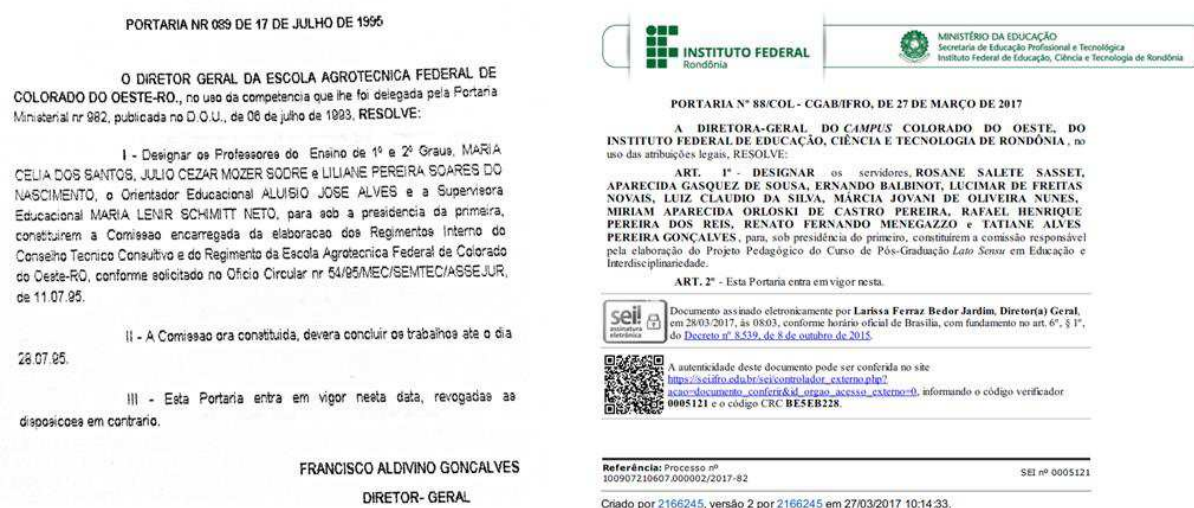 PORTARIA NR 089 DE 17 DE JULHO DE 1995
O DIRETOR GERAL DA ESCOLA AGROTECNICA FEDERAL DE
COLORADO DO OESTE-RO., no uso da competencia que lhe foi delegada pela Portaria
Ministerial nr 982, publicada no D.O.U., de 06 de julho de 1993, RESOLVE:
I - Designar os Professores do Ensino de 1º e 2º Graus, MARIA
CELIA DOS SANTOS, JULIO CEZAR MOZER SODRE e LILIANE PEREIRA SOARES DO
NASCIMENTO, o Orientador Educacional ALUISIO JOSE ALVES e a Supervisora
Educacional MARIA LENIR SCHIMITT NETO, para sob a presidencia da primeira,
constituirem a Comissao encarregada da elaboracao dos Regimentos Interno do
Conselho Tecnico Consultivo e do Regimento da Escola Agrotecnica Federal de Colorado
do Oeste-RO, conforme solicitado no Oficio Circular nr 54/95/MEC/SEMTEC/ASSEJUR,
de 11.07.95.
II - A Comissao ora constituida, devera concluir os trabalhos ate o dia
28.07.95.
III - Esta Portaria entra em vigor nesta data, revogadas as
disposicoes em contrario.
FRANCISCO ALDIVINO GONCALVES
DIRETOR- GERAL
INSTITUTO FEDERAL
Rondônia
MINISTÉRIO DA EDUCAÇÃO
Secretaria de Educação Profissional e Tecnológica
Instituto Federal de Educação, Ciência e Tecnologia de Rondônia
PORTARIA Nº 88/COL - CGAB/IFRO, DE 27 DE MARÇO DE 2017
A DIRETORA-GERAL DO CAMPUS COLORADO DO OESTE, DO
INSTITUTO FEDERAL DE EDUCAÇÃO, CIÊNCIA E TECNOLOGIA DE RONDÔNIA , no
uso das atribuições legais, RESOLVE:
ART. 1º - DESIGNAR os servidores, ROSANE SALETE SASSET,
APARECIDA GASQUEZ DE SOUSA, ERNANDO BALBINOT, LUCIMAR DE FREITAS
NOVAIS, LUIZ CLAUDIO DA SILVA, MÁRCIA JOVANI DE OLIVEIRA NUNES,
MIRIAM APARECIDA ORLOSKI DE CASTRO PEREIRA, RAFAEL HENRIQUE
PEREIRA DOS REIS, RENATO FERNANDO MENEGAZZO e TATIANE ALVES
PEREIRA GONÇALVES , para, sob presidência do primeiro, constituírem a comissão responsável
pela elaboração do Projeto Pedagógico do Curso de Pós-Graduação Lato Sensu em Educação e
Interdisciplinariedade.
ART. 2º - Esta Portaria entra em vigor nesta.
sei!
assinatura
eletrônica
Documento assinado eletronicamente por Larissa Ferraz Bedor Jardim, Diretor(a) Geral,
em 28/03/2017, às 08:03, conforme horário oficial de Brasília, com fundamento no art. 6º, § 1º,
do Decreto nº 8.539, de 8 de outubro de 2015.
A autenticidade deste documento pode ser conferida no site
https://sei.ifro.edu.br/sei/controlador_externo.php?
acao=documento_conferir&id_orgao_acesso_externo=0, informando o código verificador
0005121 e o código CRC BE5EB228.
Referência: Processo nº
100907210607.000002/2017-82
SEI nº 0005121
Criado por 2166245, versão 2 por 2166245 em 27/03/2017 10:14:33.